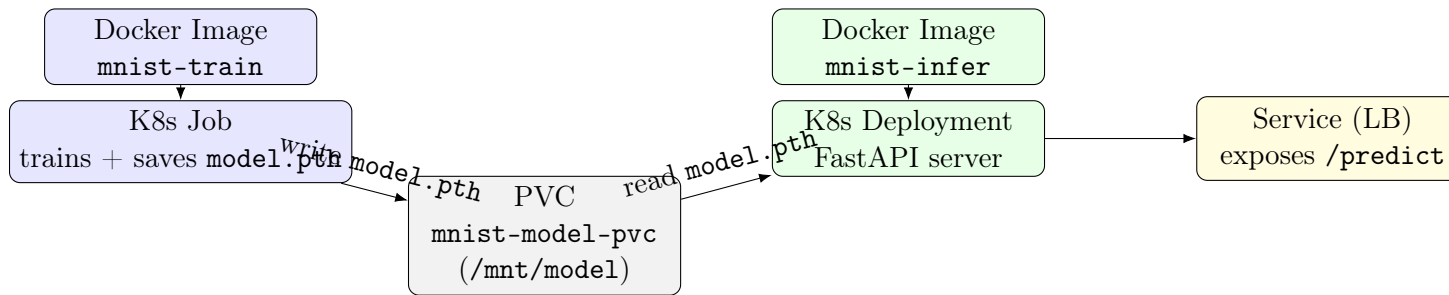 Docker Image
mnist-train
K8s Job
trains + saves model.pth
write model.pth
PVC
mnist-model-pvc
(/mnt/model)
read model.pth
Docker Image
mnist-infer
K8s Deployment
FastAPI server
Service (LB)
exposes /predict